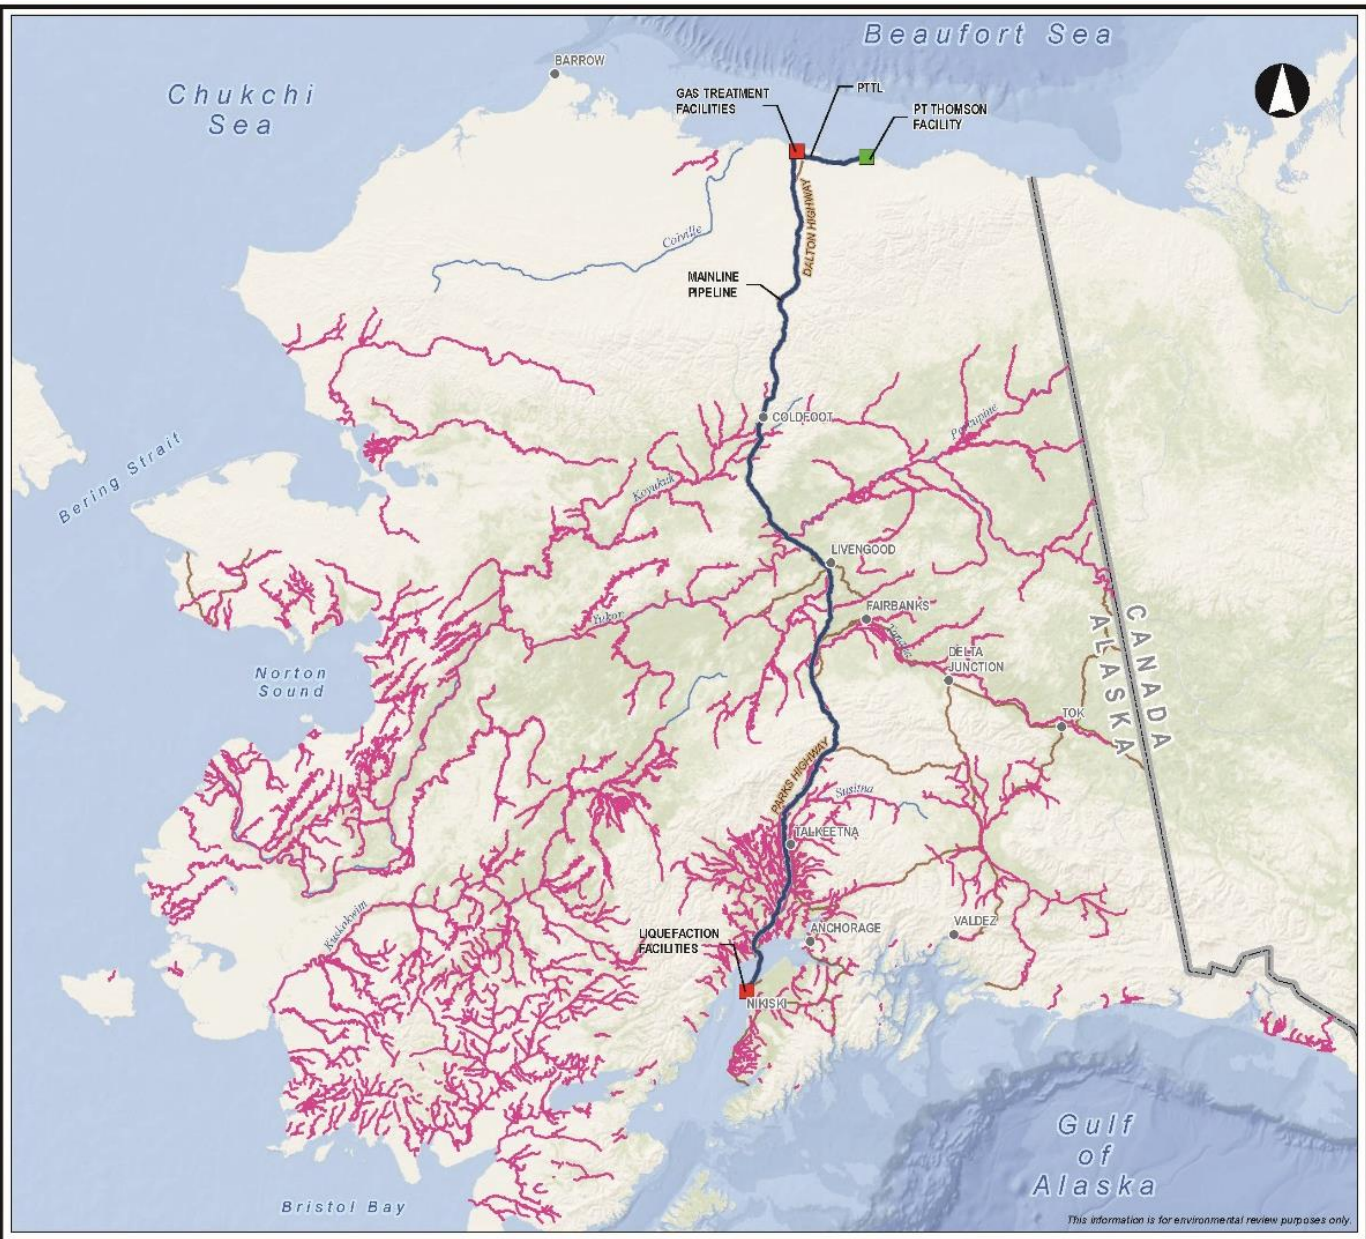 Beaufort Sea
BARROW
Chukchi
Sea
GAS TREATMENT
FACILITIES
PTTL
PT THOMSON
FACILITY
DALTON HIGHWAY
Colville
MAINLINE
PIPELINE
COLDFOOT
Porcupine
Bering Strait
Koyukuk
LIVENGOOD
FAIRBANKS
Yukon
Tanana
DELTA
JUNCTION
CANADA
ALASKA
Norton
Sound
TOK
PARKS HIGHWAY
Susitna
TALKEETNA
Kuskokwim
LIQUEFACTION
FACILITIES
ANCHORAGE
VALDEZ
NIKISKI
Gulf
of
Alaska
Bristol Bay
This information is for environmental review purposes only.